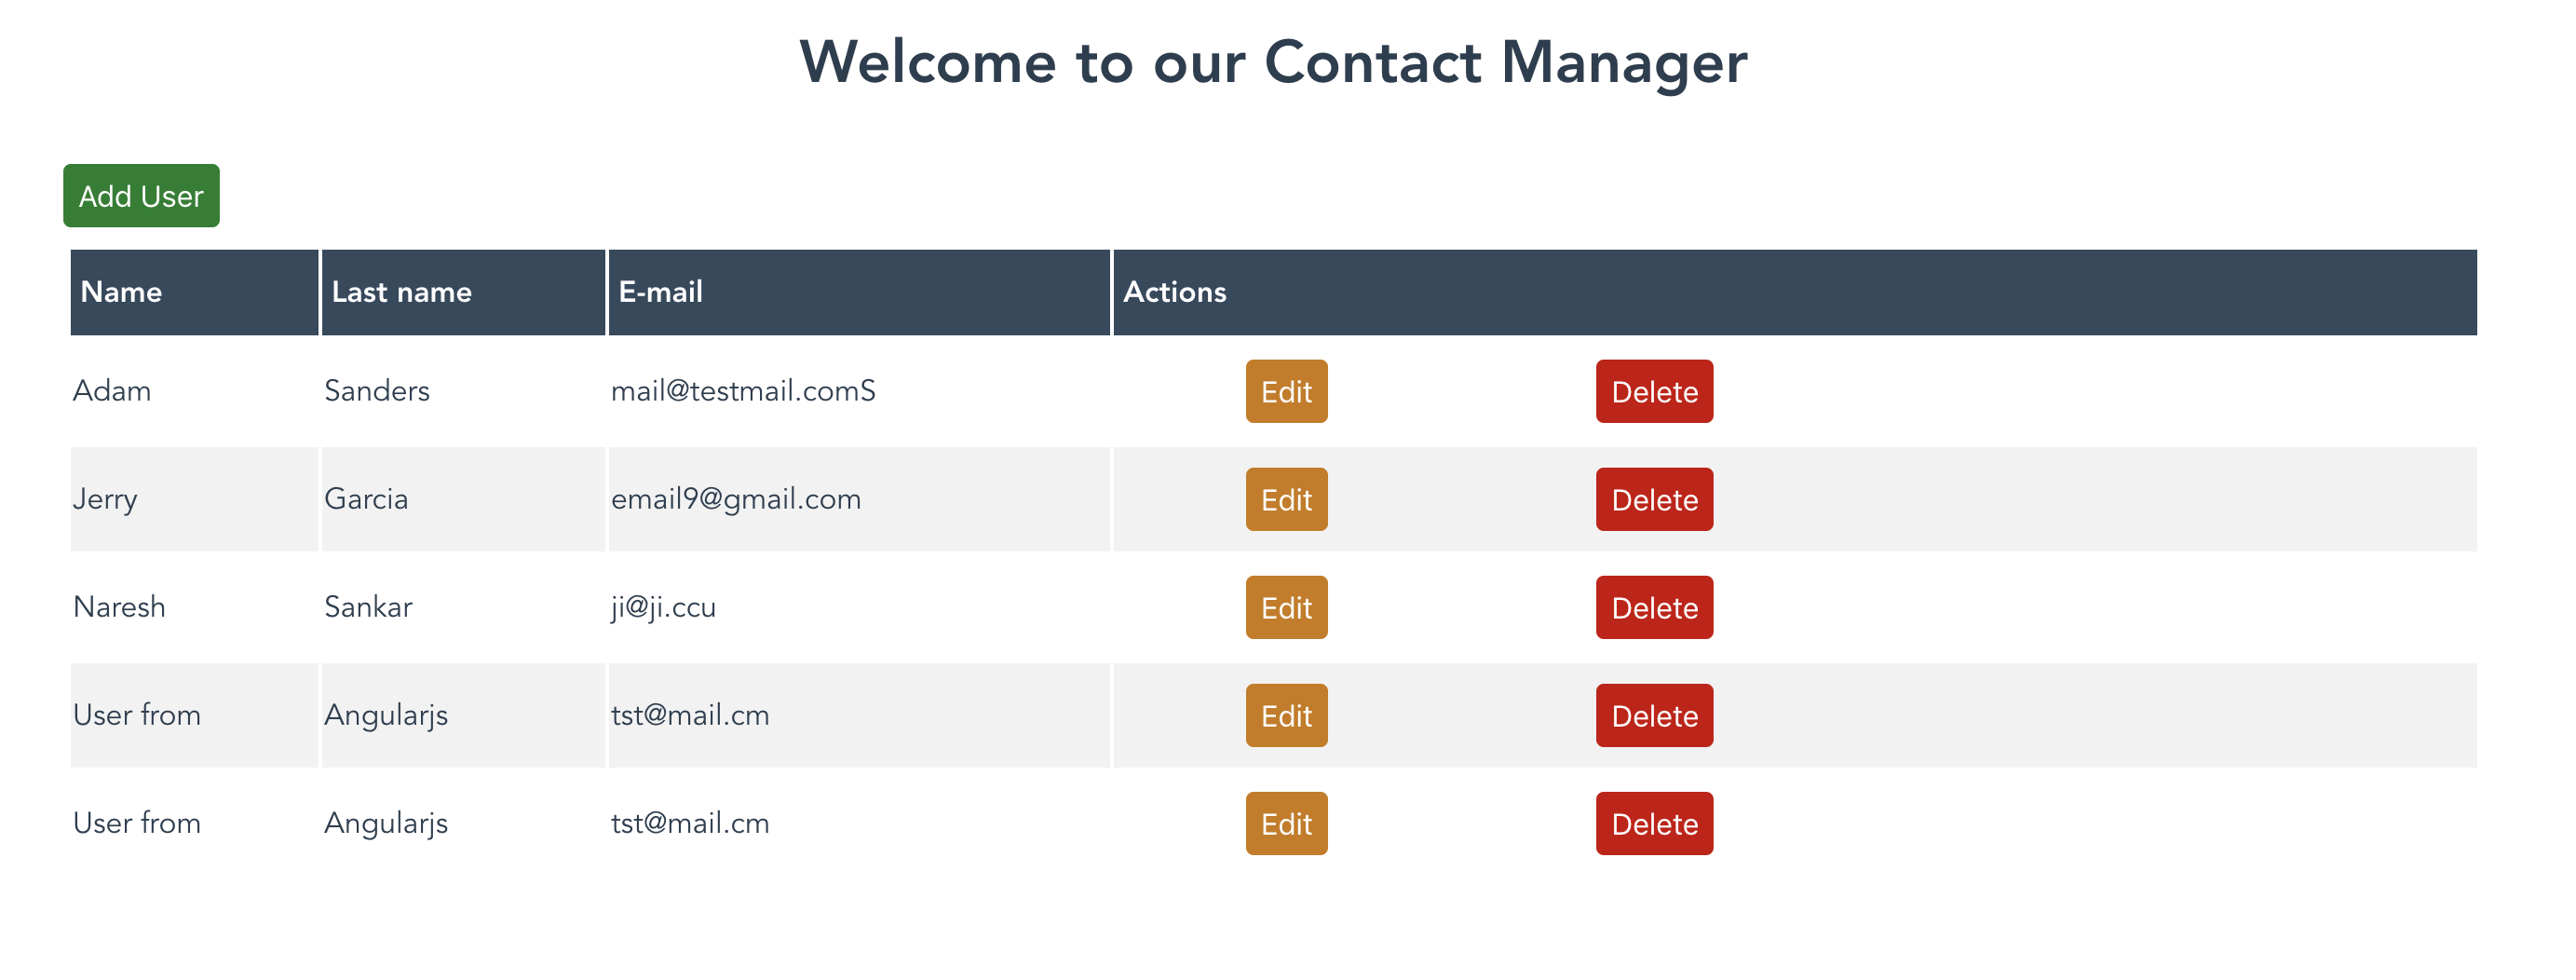 Welcome to our Contact Manager
Add User
Name Last name E-mail Actions
Adam Sanders mail@testmail.comS Edit Delete
Jerry Garcia email9@gmail.com Edit Delete
Naresh Sankar ji@ji.ccu Edit Delete
User from Angularjs tst@mail.cm Edit Delete
User from Angularjs tst@mail.cm Edit Delete